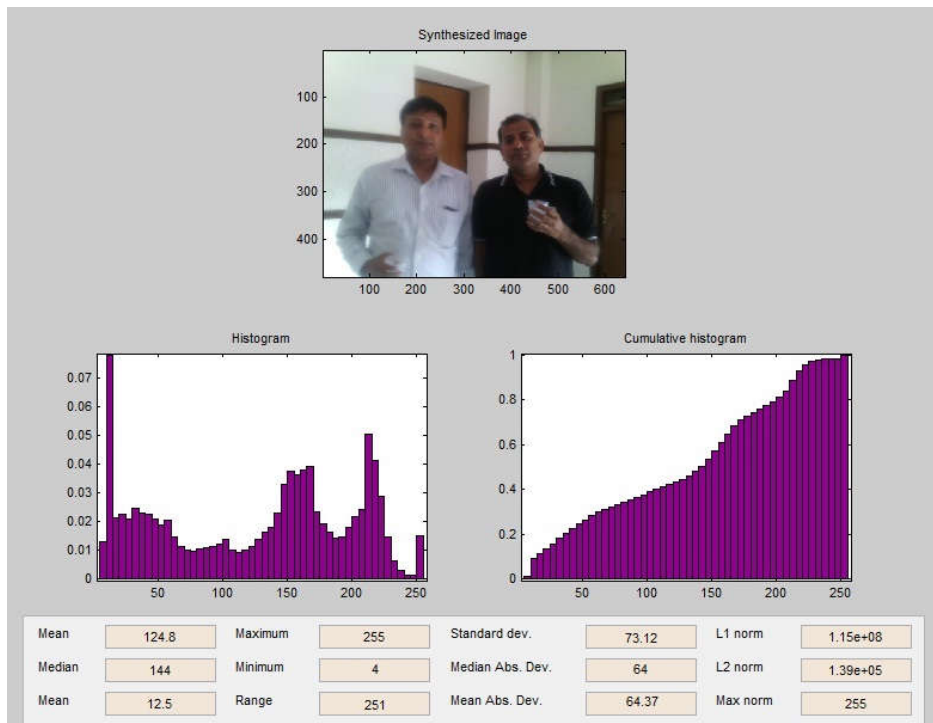 Synthesized Image
100
200
300
400
100 200 300 400 500 600
Histogram
0.07
0.06
0.05
0.04
0.03
0.02
0.01
0
50 100 150 200 250
Cumulative histogram
1
0.8
0.6
0.4
0.2
0
50 100 150 200 250
Mean 124.8 Maximum 255 Standard dev. 73.12 L1 norm 1.15e+08
Median 144 Minimum 4 Median Abs. Dev. 64 L2 norm 1.39e+05
Mean 12.5 Range 251 Mean Abs. Dev. 64.37 Max norm 255